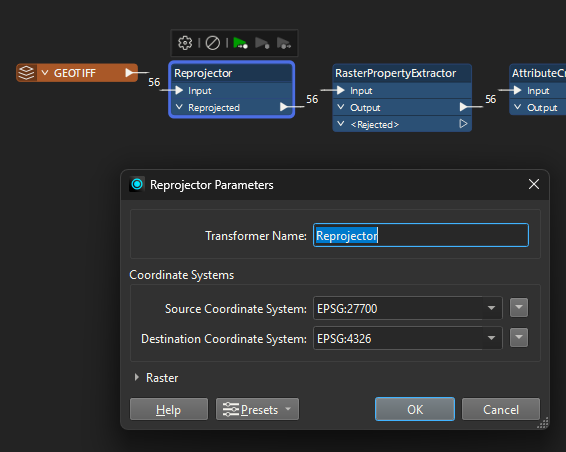 GEOTIFF
56
Reprojector
Input
Reprojected
56
RasterPropertyExtractor
Input
Output
<Rejected>
56
AttributeCr
Input
Output
Reprojector Parameters
Transformer Name: Reprojector
Coordinate Systems
Source Coordinate System: EPSG:27700
Destination Coordinate System: EPSG:4326
Raster
Help Presets OK Cancel